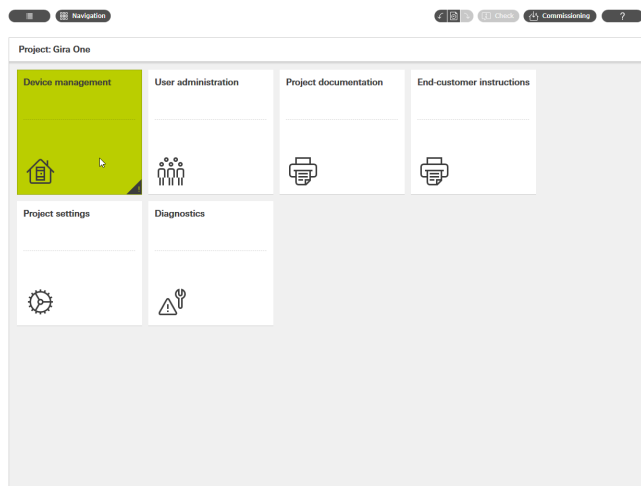 Navigation
Check
Commissioning
?
Project: Gira One
Device management
User administration
Project documentation
End-customer instructions
Project settings
Diagnostics